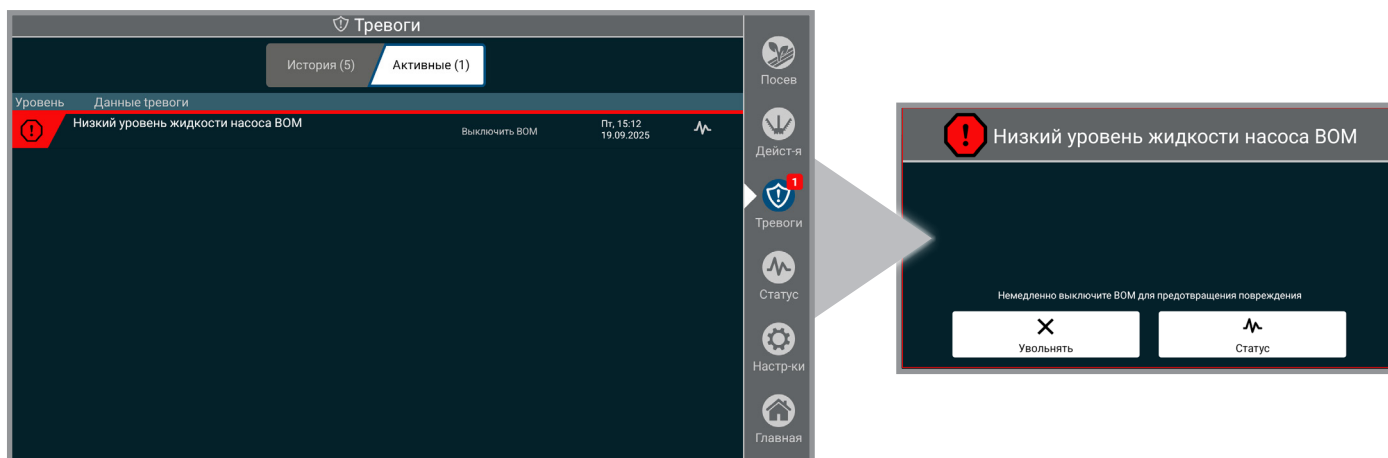 Тревоги
История (5)
Активные (1)
Уровень
Данные tревоги
Низкий уровень жидкости насоса ВОМ
Выключить ВОМ
Пт, 15:12
19.09.2025
Посев
Дейст-я
1
Тревоги
Статус
Настр-ки
Главная
Низкий уровень жидкости насоса ВОМ
Немедленно выключите ВОМ для предотвращения повреждения
Увольнять
Статус